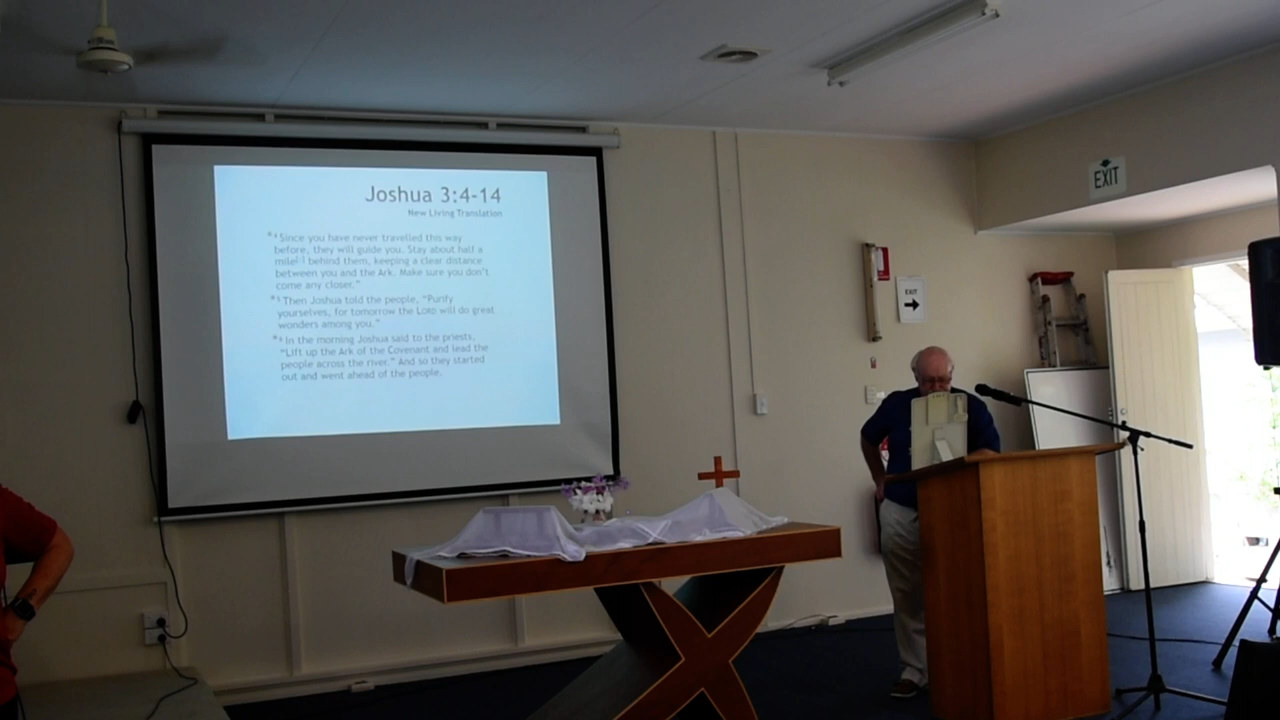 Joshua 3:4-14
New Living Translation
4 Since you have never travelled this way
before, they will guide you. Stay about half a
mile[ ] behind them, keeping a clear distance
between you and the Ark. Make sure you don't
come any closer."
5 Then Joshua told the people, "Purify
yourselves, for tomorrow the LORD will do great
wonders among you."
6 In the morning Joshua said to the priests,
"Lift up the Ark of the Covenant and lead the
people across the river." And so they started
out and went ahead of the people.
EXIT
EXIT